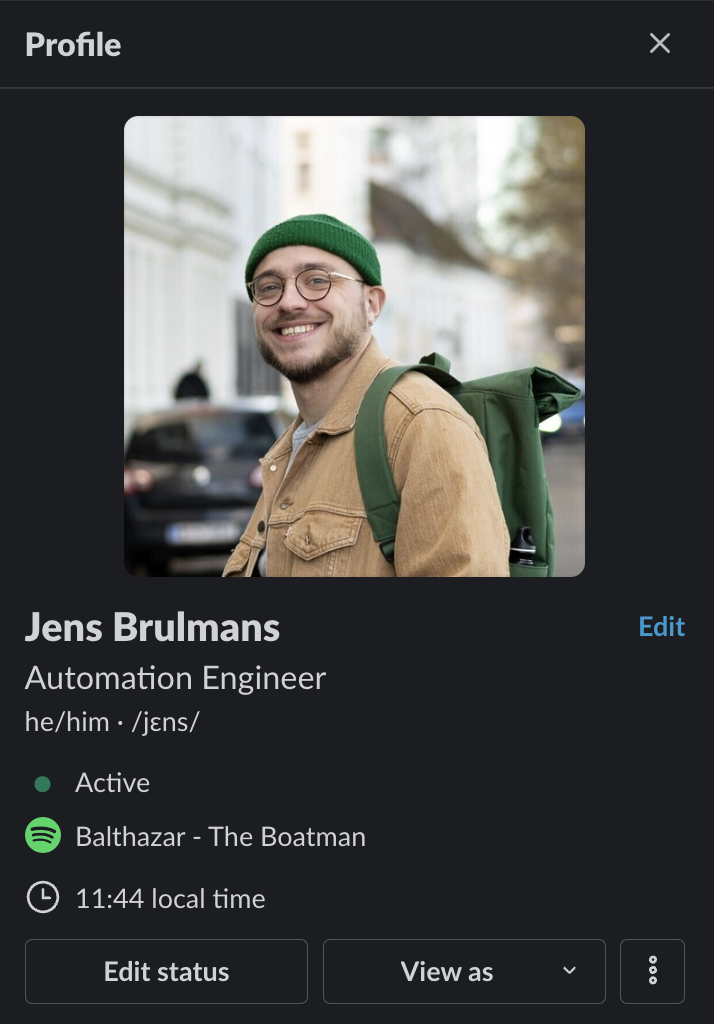 Profile
Jens Brulmans
Edit
Automation Engineer
he/him · /jɛns/
Active
Balthazar - The Boatman
11:44 local time
Edit status
View as